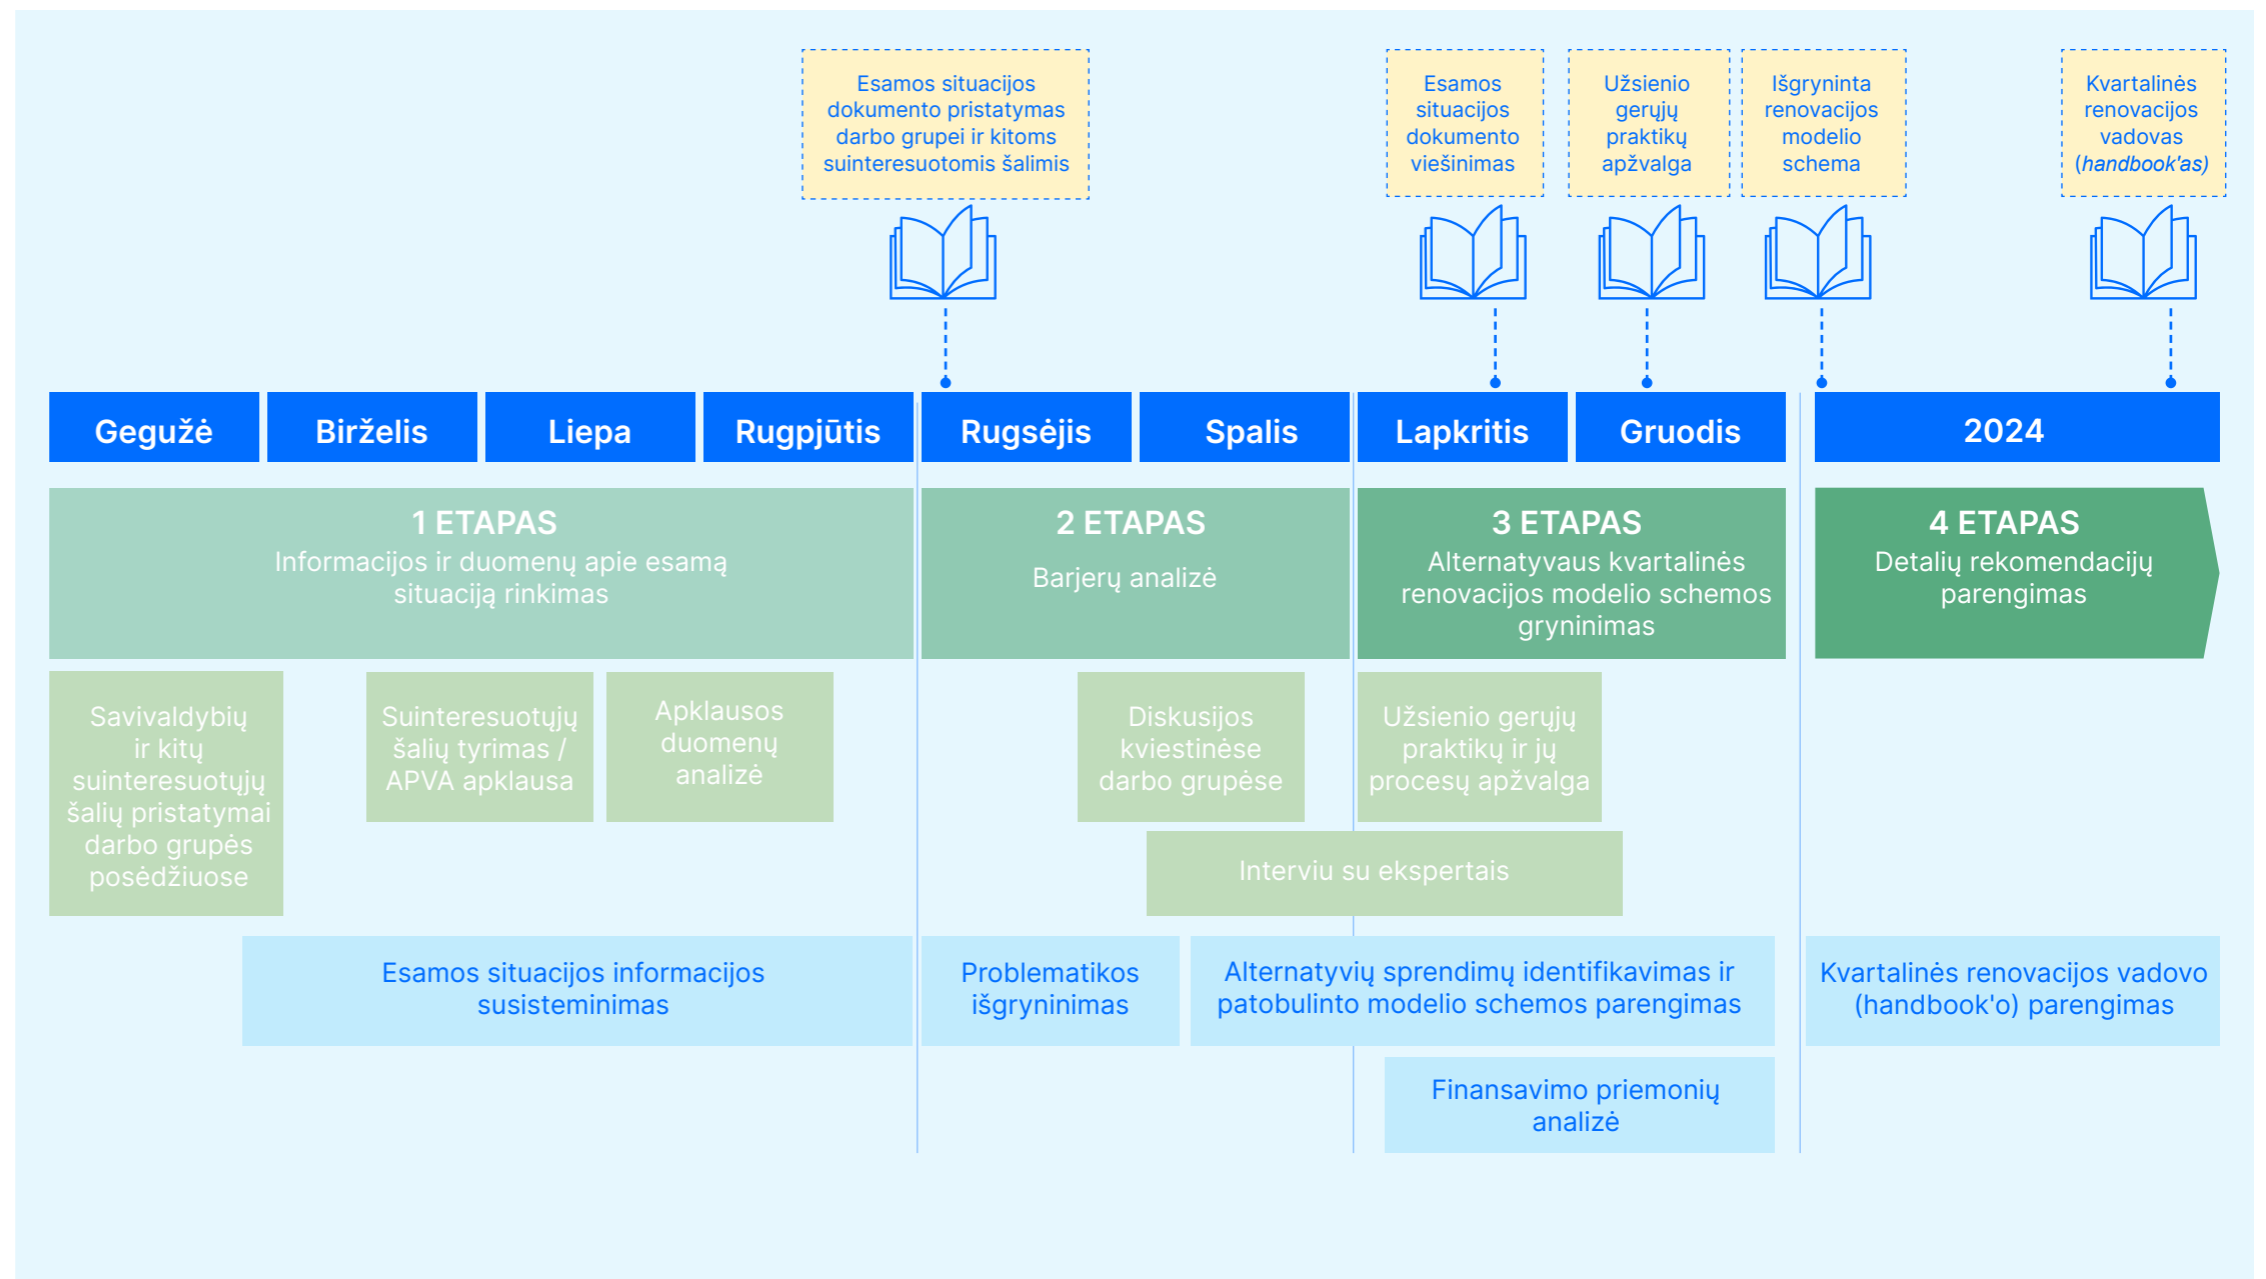 Esamos situacijos
dokumento pristatymas
darbo grupei ir kitoms
suinteresuotomis šalimis
Esamos
situacijos
dokumento
viešinimas
Užsienio
gerųjų
praktikų
apžvalga
Išgryninta
renovacijos
modelio
schema
Kvartalinės
renovacijos
vadovas
(handbook'as)
Gegužė
Birželis
Liepa
Rugpjūtis
Rugsėjis
Spalis
Lapkritis
Gruodis
2024
1 ETAPAS
Informacijos ir duomenų apie esamą
situaciją rinkimas
2 ETAPAS
Barjerų analizė
3 ETAPAS
Alternatyvaus kvartalinės
renovacijos modelio schemos
gryninimas
4 ETAPAS
Detalių rekomendacijų
parengimas
Savivaldybių
ir kitų
suinteresuotųjų
šalių pristatymai
darbo grupės
posėdžiuose
Suinteresuotųjų
šalių tyrimas /
APVA apklausa
Apklausos
duomenų
analizė
Diskusijos
kviestinėse
darbo grupėse
Užsienio gerųjų
praktikų ir jų
procesų apžvalga
Interviu su ekspertais
Esamos situacijos informacijos
susisteminimas
Problematikos
išgryninimas
Alternatyvių sprendimų identifikavimas ir
patobulinto modelio schemos parengimas
Kvartalinės renovacijos vadovo
(handbook'o) parengimas
Finansavimo priemonių
analizė